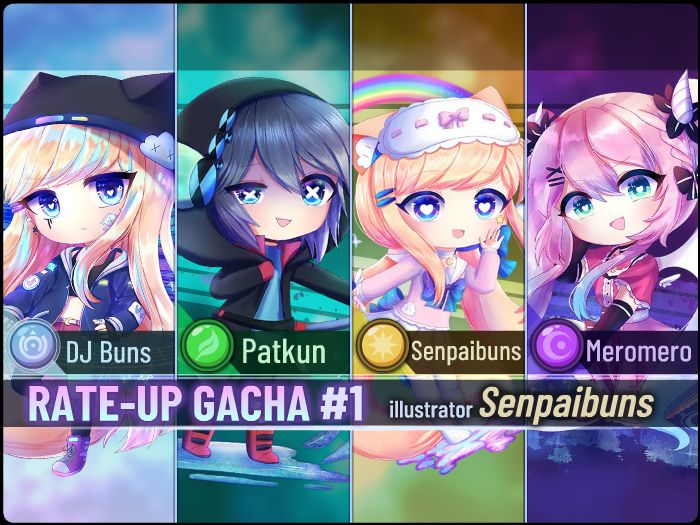 DJ Buns
Patkun
Senpaibuns
Meromero
RATE-UP GACHA #1 illustrator Senpaibuns